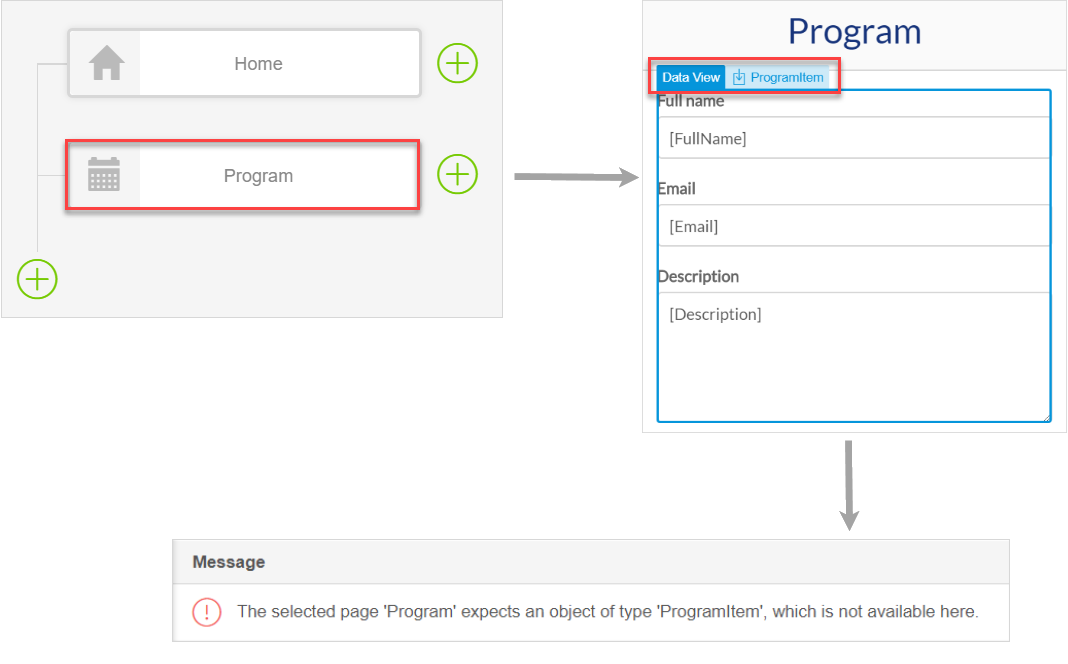 Home
Program
Program
Data View ProgramItem
Full name
[FullName]
Email
[Email]
Description
[Description]
Message
The selected page 'Program' expects an object of type 'ProgramItem', which is not available here.